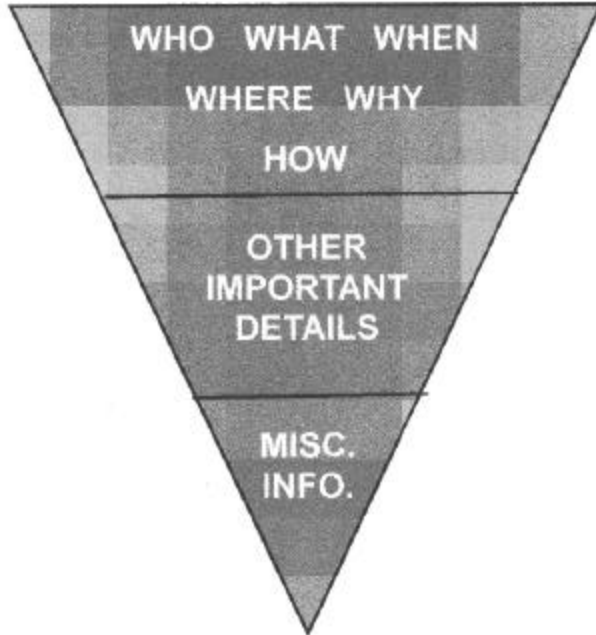 WHO WHAT WHEN
WHERE WHY
HOW
OTHER
IMPORTANT
DETAILS
MISC.
INFO.